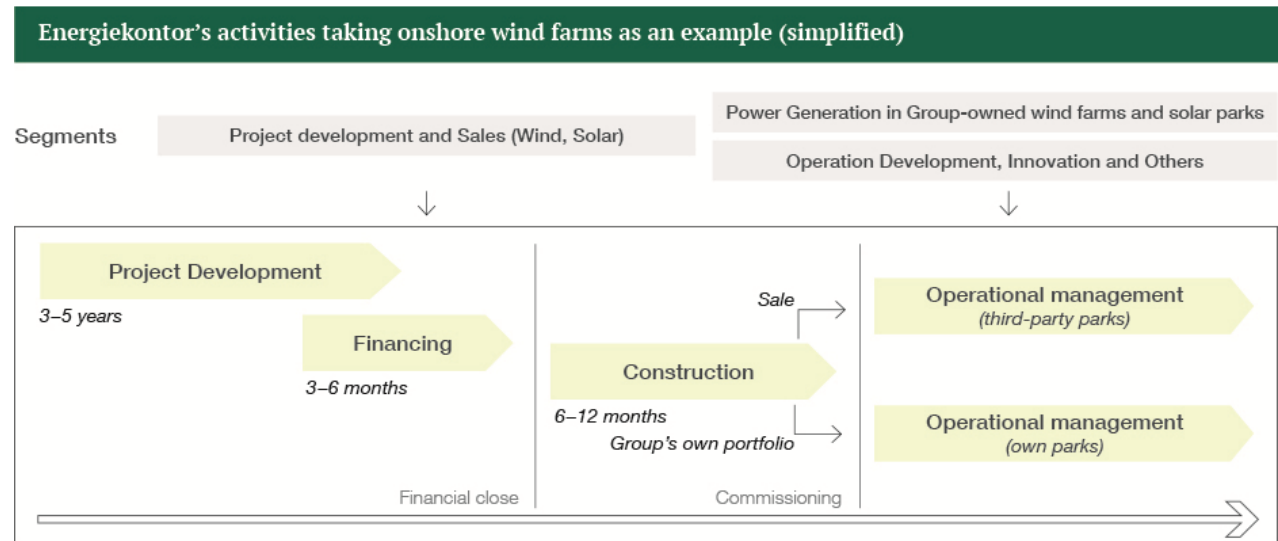 Energiekontor’s activities taking onshore wind farms as an example (simplified)
Segments
Project development and Sales (Wind, Solar)
Power Generation in Group-owned wind farms and solar parks
Operation Development, Innovation and Others
Project Development
3–5 years
Financing
3–6 months
Financial close
Construction
6–12 months
Sale
Group’s own portfolio
Commissioning
Operational management
(third-party parks)
Operational management
(own parks)